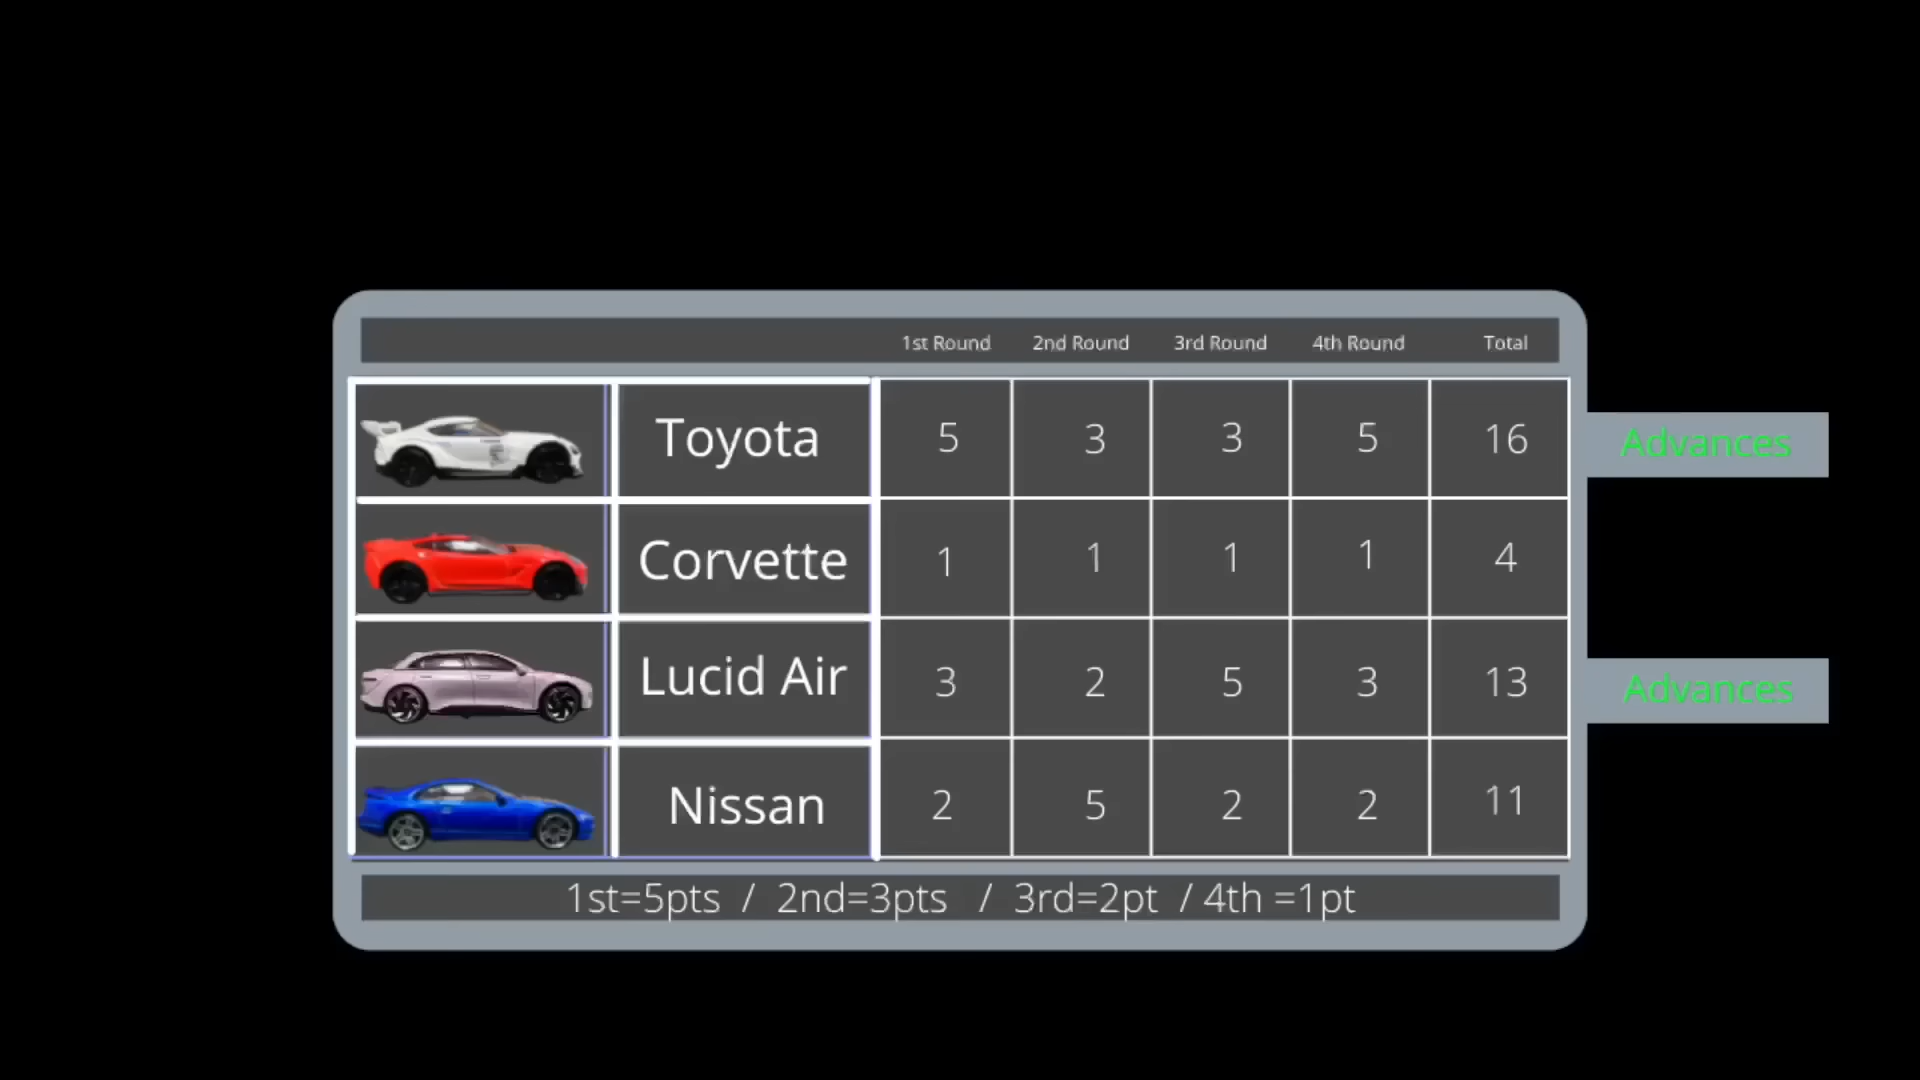 1st Round 2nd Round 3rd Round 4th Round Total
Toyota 5 3 3 5 16 Advances
Corvette 1 1 1 1 4
Lucid Air 3 2 5 3 13 Advances
Nissan 2 5 2 2 11
1st=5pts / 2nd=3pts / 3rd=2pt / 4th =1pt